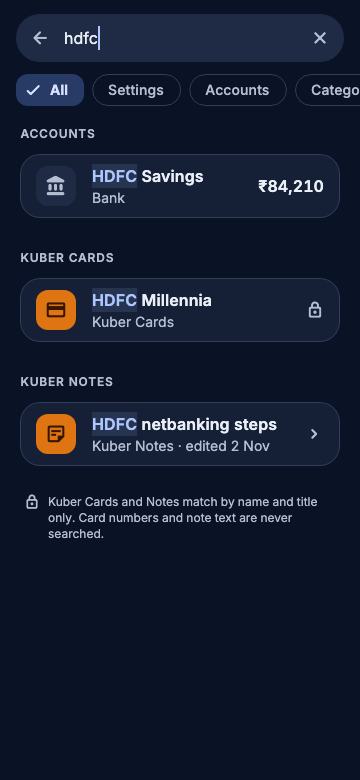 hdfc
All
Settings
Accounts
Catego
ACCOUNTS
HDFC Savings
Bank
₹84,210
KUBER CARDS
HDFC Millennia
Kuber Cards
KUBER NOTES
HDFC netbanking steps
Kuber Notes · edited 2 Nov
Kuber Cards and Notes match by name and title
only. Card numbers and note text are never
searched.